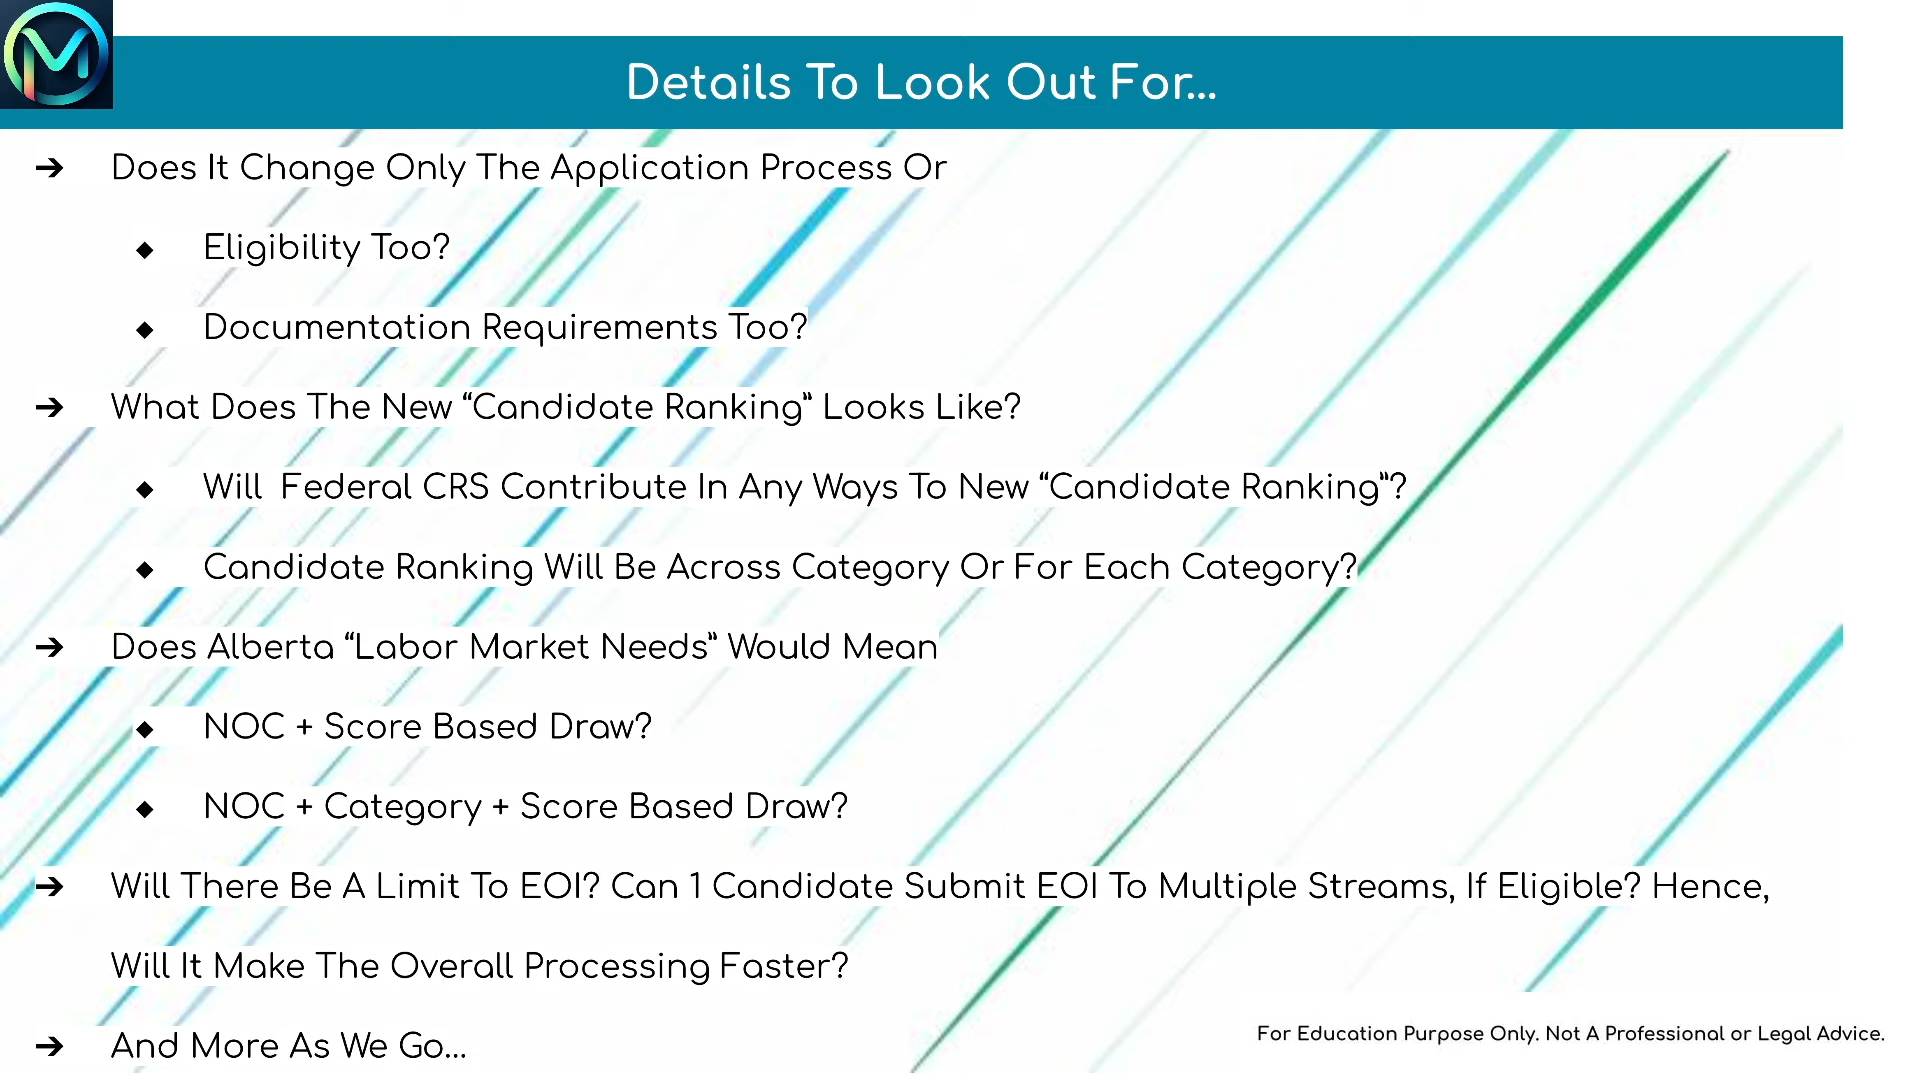 Details To Look Out For...
➔ Does It Change Only The Application Process Or
◆ Eligibility Too?
◆ Documentation Requirements Too?
➔ What Does The New “Candidate Ranking” Looks Like?
◆ Will  Federal CRS Contribute In Any Ways To New “Candidate Ranking”?
◆ Candidate Ranking Will Be Across Category Or For Each Category?
➔ Does Alberta “Labor Market Needs” Would Mean
◆ NOC + Score Based Draw?
◆ NOC + Category + Score Based Draw?
➔ Will There Be A Limit To EOI? Can 1 Candidate Submit EOI To Multiple Streams, If Eligible? Hence,
Will It Make The Overall Processing Faster?
➔ And More As We Go...
For Education Purpose Only. Not A Professional or Legal Advice.